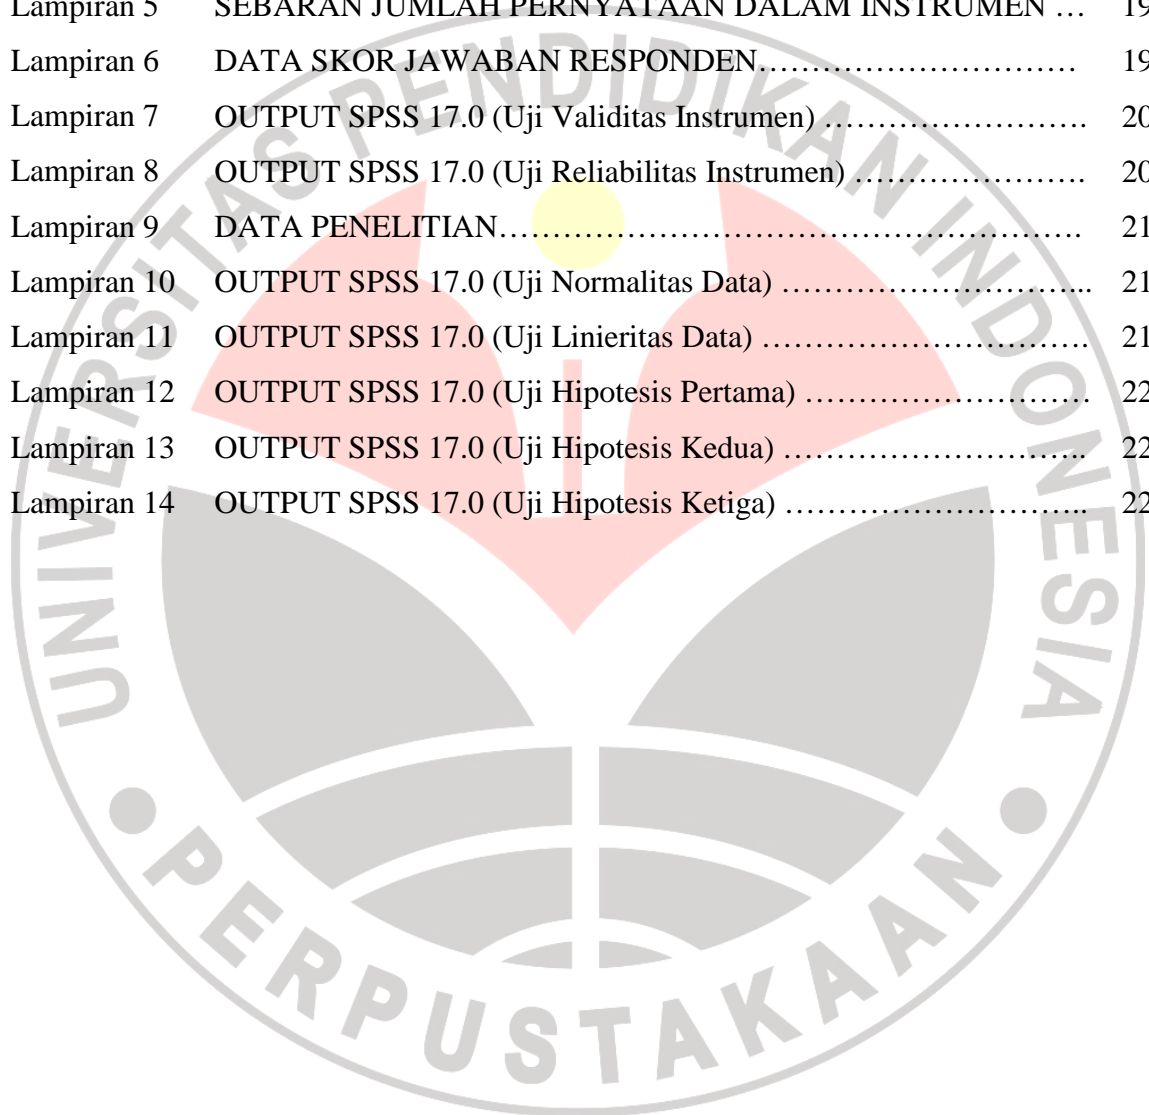 Lampiran 5 SEBARAN JUMLAH PERNYATAAN DALAM INSTRUMEN … 19
Lampiran 6 DATA SKOR JAWABAN RESPONDEN………………………… 19
Lampiran 7 OUTPUT SPSS 17.0 (Uji Validitas Instrumen) ……………………. 20
Lampiran 8 OUTPUT SPSS 17.0 (Uji Reliabilitas Instrumen) …………………. 20
Lampiran 9 DATA PENELITIAN………………………………………………. 21
Lampiran 10 OUTPUT SPSS 17.0 (Uji Normalitas Data) ……………………….. 21
Lampiran 11 OUTPUT SPSS 17.0 (Uji Linieritas Data) …………………………. 21
Lampiran 12 OUTPUT SPSS 17.0 (Uji Hipotesis Pertama) ……………………… 22
Lampiran 13 OUTPUT SPSS 17.0 (Uji Hipotesis Kedua) ………………………. 22
Lampiran 14 OUTPUT SPSS 17.0 (Uji Hipotesis Ketiga) ……………………….. 22
UNIVERSITAS PENDIDIKAN INDONESIA
PERPUSTAKAAN